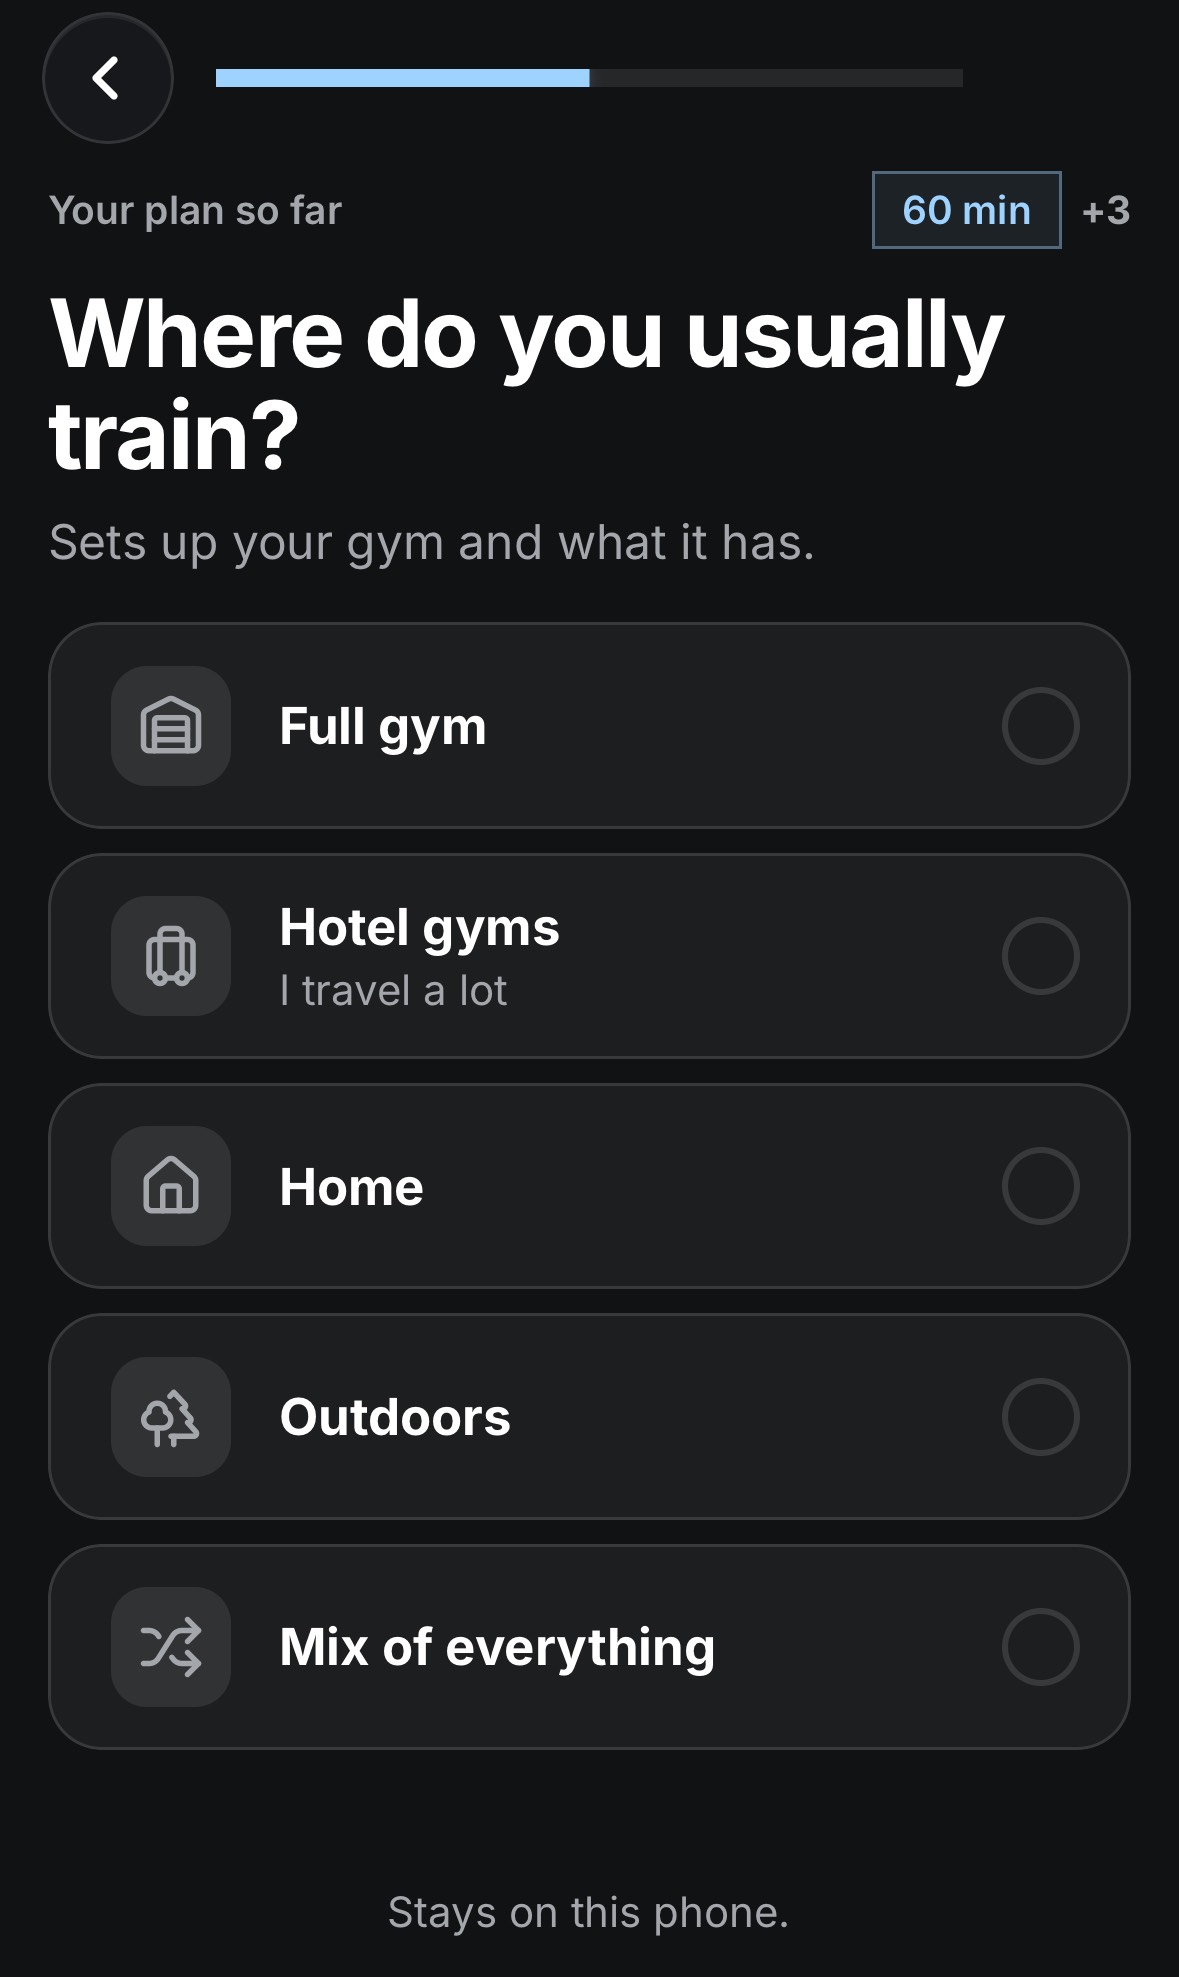 Your plan so far
60 min +3
Where do you usually
train?
Sets up your gym and what it has.
Full gym
Hotel gyms
I travel a lot
Home
Outdoors
Mix of everything
Stays on this phone.